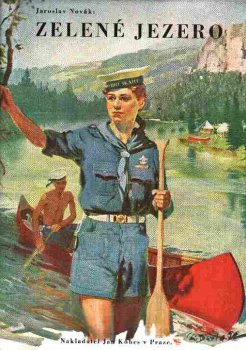 Jaroslav Novák:
ZELENÉ JEZERO
Nakladatel Jan Kobes v Praze.